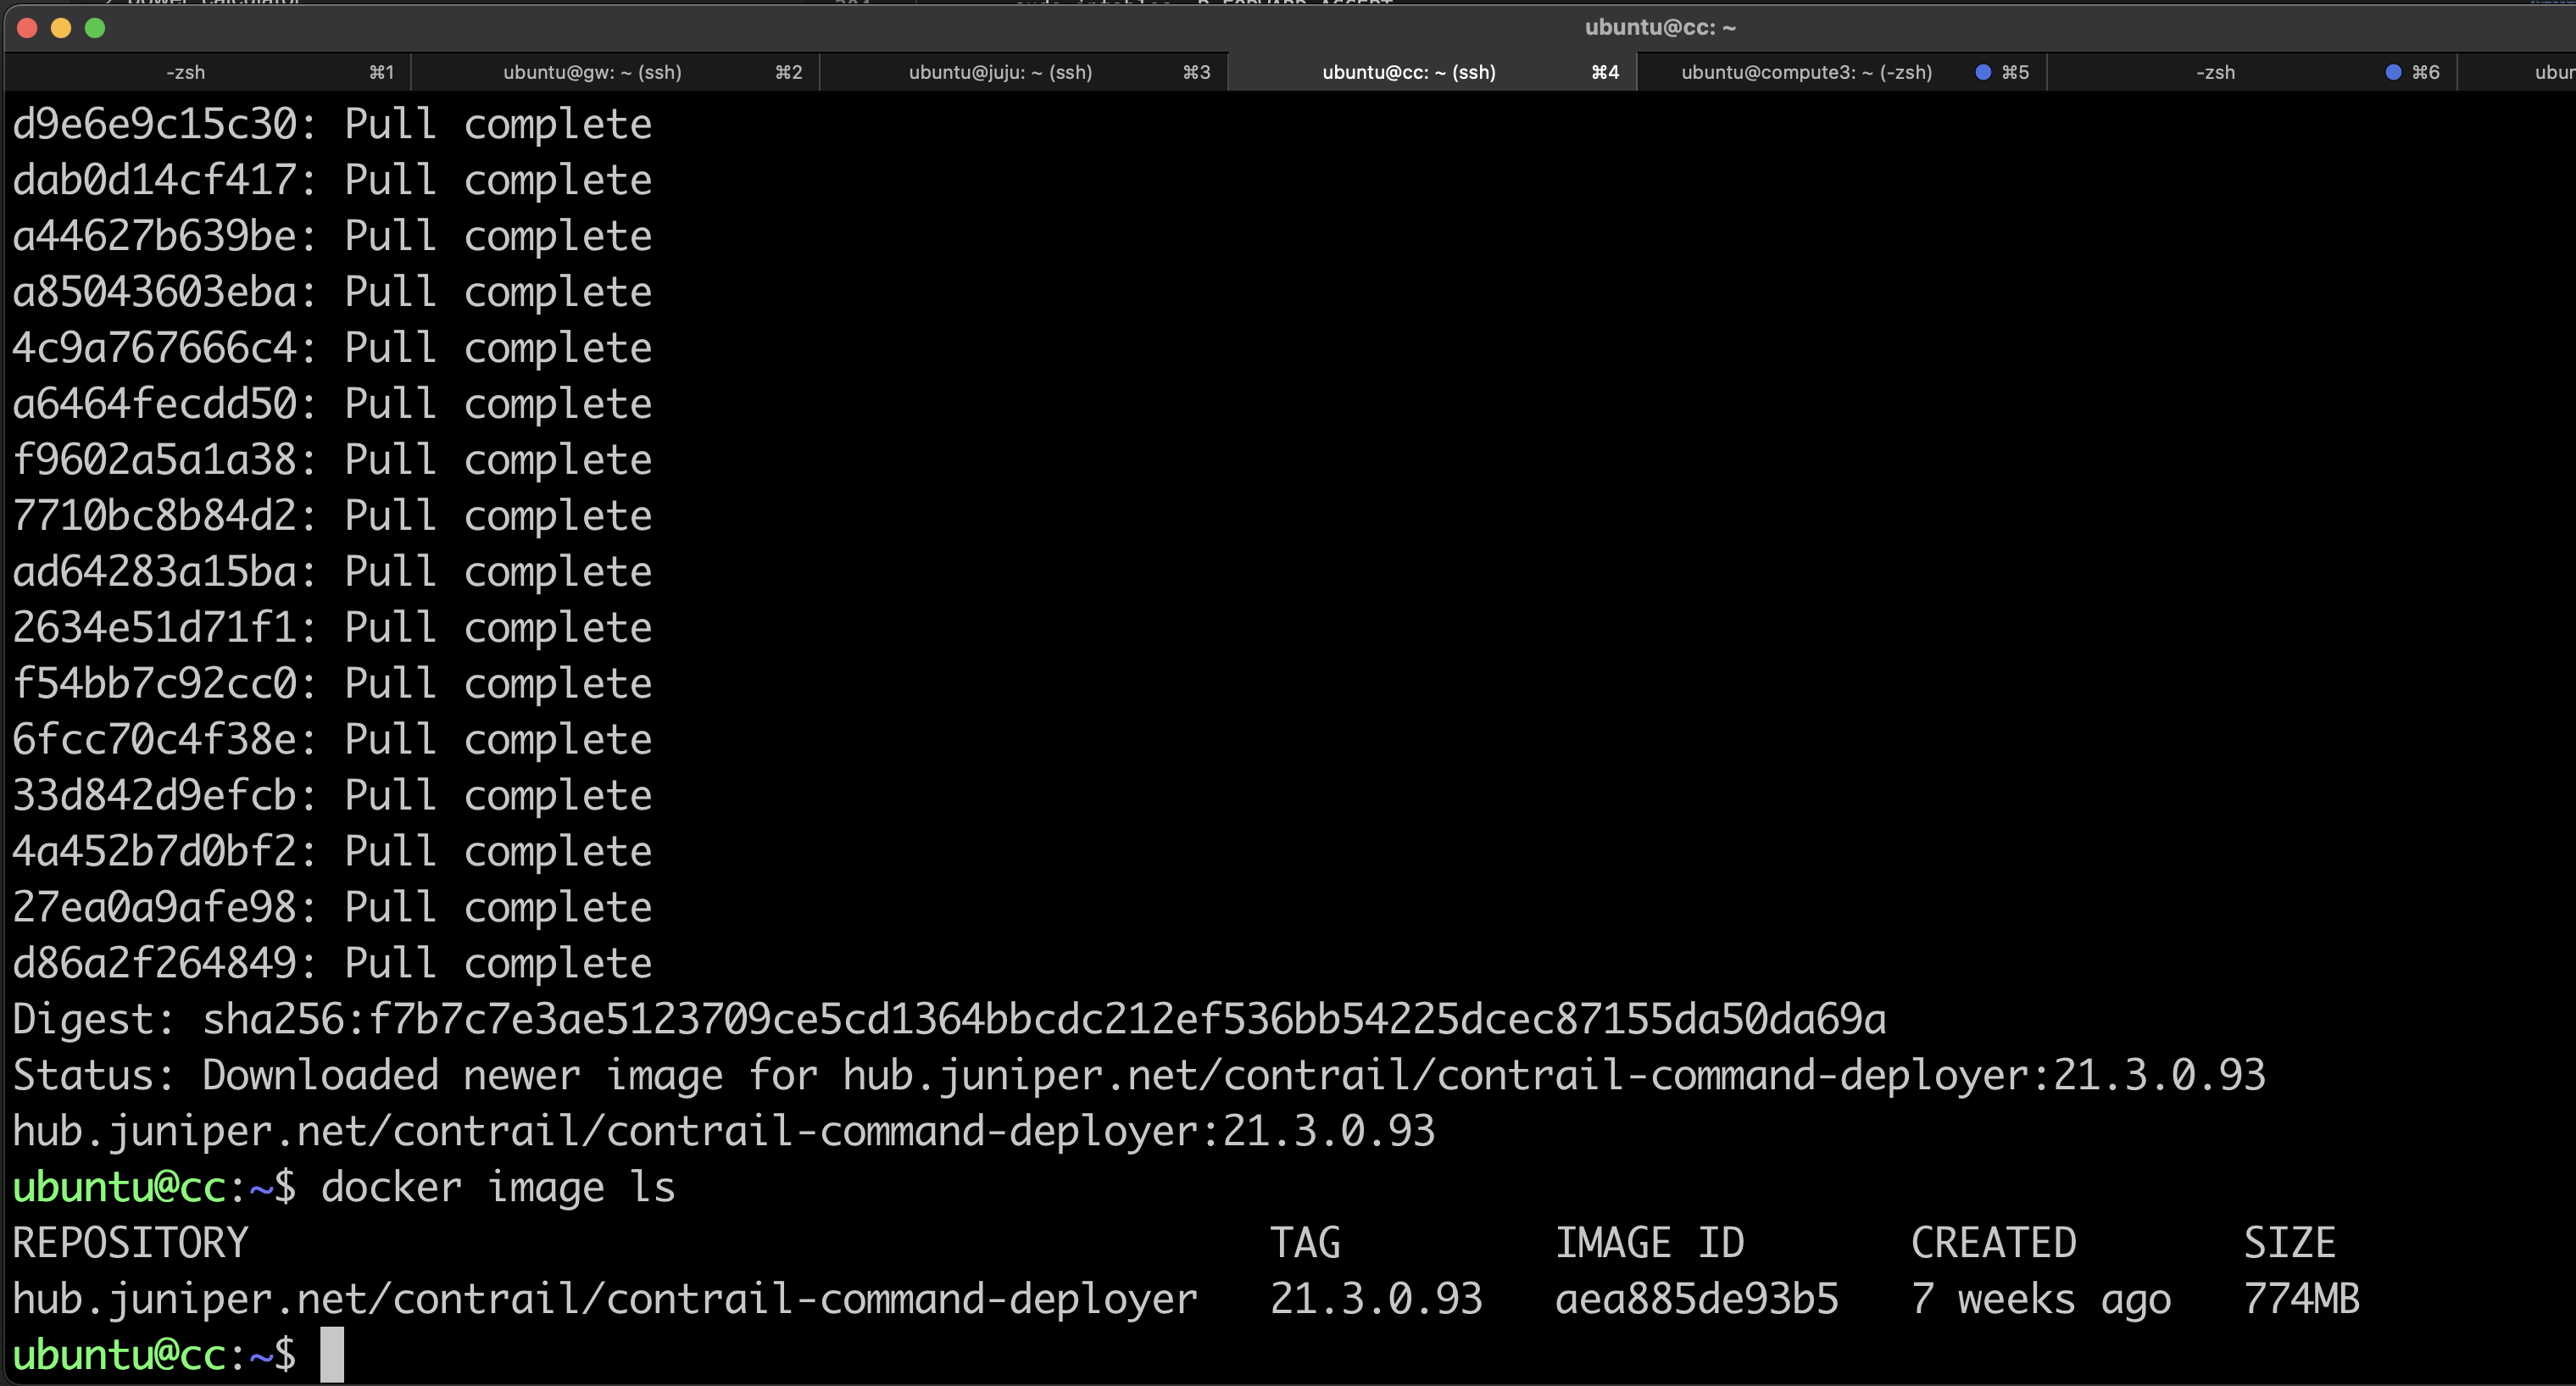 ubuntu@cc: ~
-zsh ⌘1 ubuntu@gw: ~ (ssh) ⌘2 ubuntu@juju: ~ (ssh) ⌘3 ubuntu@cc: ~ (ssh) ⌘4 ubuntu@compute3: ~ (-zsh) ⌘5 -zsh ⌘6
d9e6e9c15c30: Pull complete
dab0d14cf417: Pull complete
a44627b639be: Pull complete
a85043603eba: Pull complete
4c9a767666c4: Pull complete
a6464fecdd50: Pull complete
f9602a5a1a38: Pull complete
7710bc8b84d2: Pull complete
ad64283a15ba: Pull complete
2634e51d71f1: Pull complete
f54bb7c92cc0: Pull complete
6fcc70c4f38e: Pull complete
33d842d9efcb: Pull complete
4a452b7d0bf2: Pull complete
27ea0a9afe98: Pull complete
d86a2f264849: Pull complete
Digest: sha256:f7b7c7e3ae5123709ce5cd1364bbcdc212ef536bb54225dcec87155da50da69a
Status: Downloaded newer image for hub.juniper.net/contrail/contrail-command-deployer:21.3.0.93
hub.juniper.net/contrail/contrail-command-deployer:21.3.0.93
ubuntu@cc:~$ docker image ls
REPOSITORY TAG IMAGE ID CREATED SIZE
hub.juniper.net/contrail/contrail-command-deployer 21.3.0.93 aea885de93b5 7 weeks ago 774MB
ubuntu@cc:~$